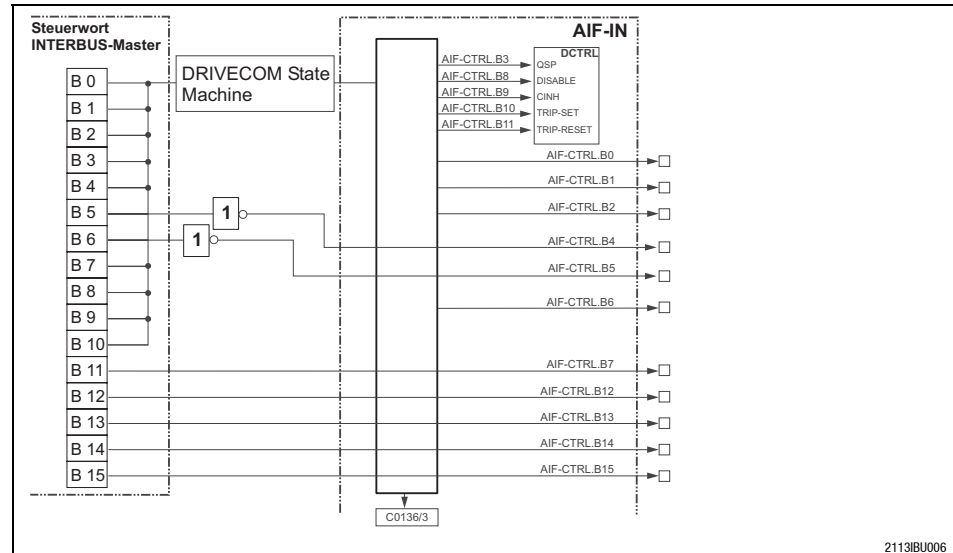 Steuerwort
INTERBUS-Master
AIF-IN
DCTRL
DRIVECOM State
Machine
AIF-CTRL.B3
QSP
AIF-CTRL.B8
DISABLE
AIF-CTRL.B9
CINH
AIF-CTRL.B10
TRIP-SET
AIF-CTRL.B11
TRIP-RESET
B 0
B 1
B 2
B 3
B 4
B 5
B 6
B 7
B 8
B 9
B 10
B 11
B 12
B 13
B 14
B 15
1
1
AIF-CTRL.B0
AIF-CTRL.B1
AIF-CTRL.B2
AIF-CTRL.B4
AIF-CTRL.B5
AIF-CTRL.B6
AIF-CTRL.B7
AIF-CTRL.B12
AIF-CTRL.B13
AIF-CTRL.B14
AIF-CTRL.B15
C0136/3
2113IBU006